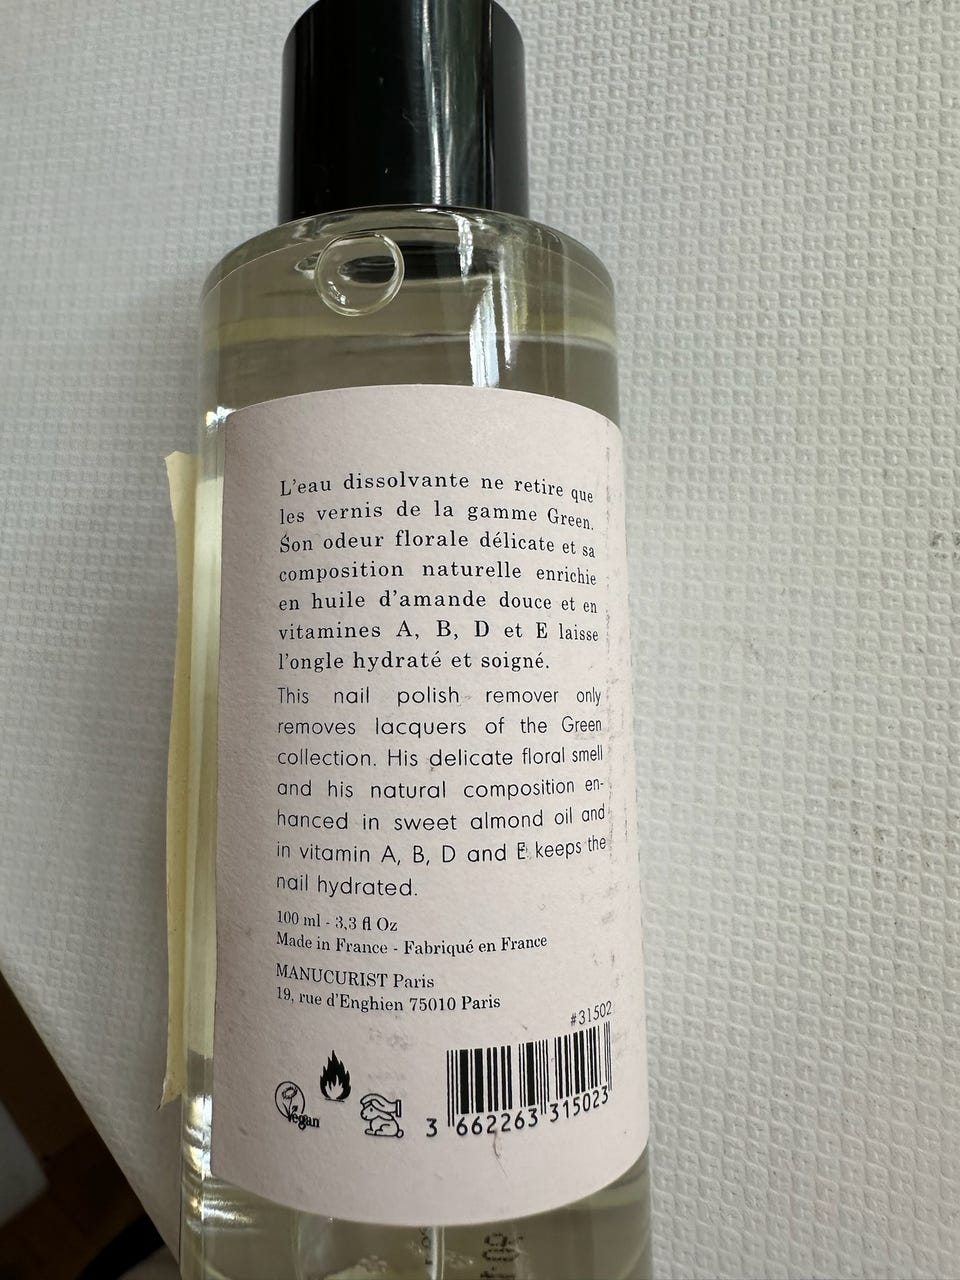 L'eau dissolvante ne retire que
les vernis de la gamme Green.
Son odeur florale délicate et sa
composition naturelle enrichie
en huile d'amande douce et en
vitamines A, B, D et E laisse
l'ongle hydraté et soigné.
This nail polish remover only
removes lacquers of the Green
collection. His delicate floral smell
and his natural composition en-
hanced in sweet almond oil and
in vitamin A, B, D and E keeps the
nail hydrated.
100 ml - 3,3 fl Oz
Made in France - Fabriqué en France
MANUCURIST Paris
19, rue d'Enghien 75010 Paris
#31502
Vegan
3 662263 315023